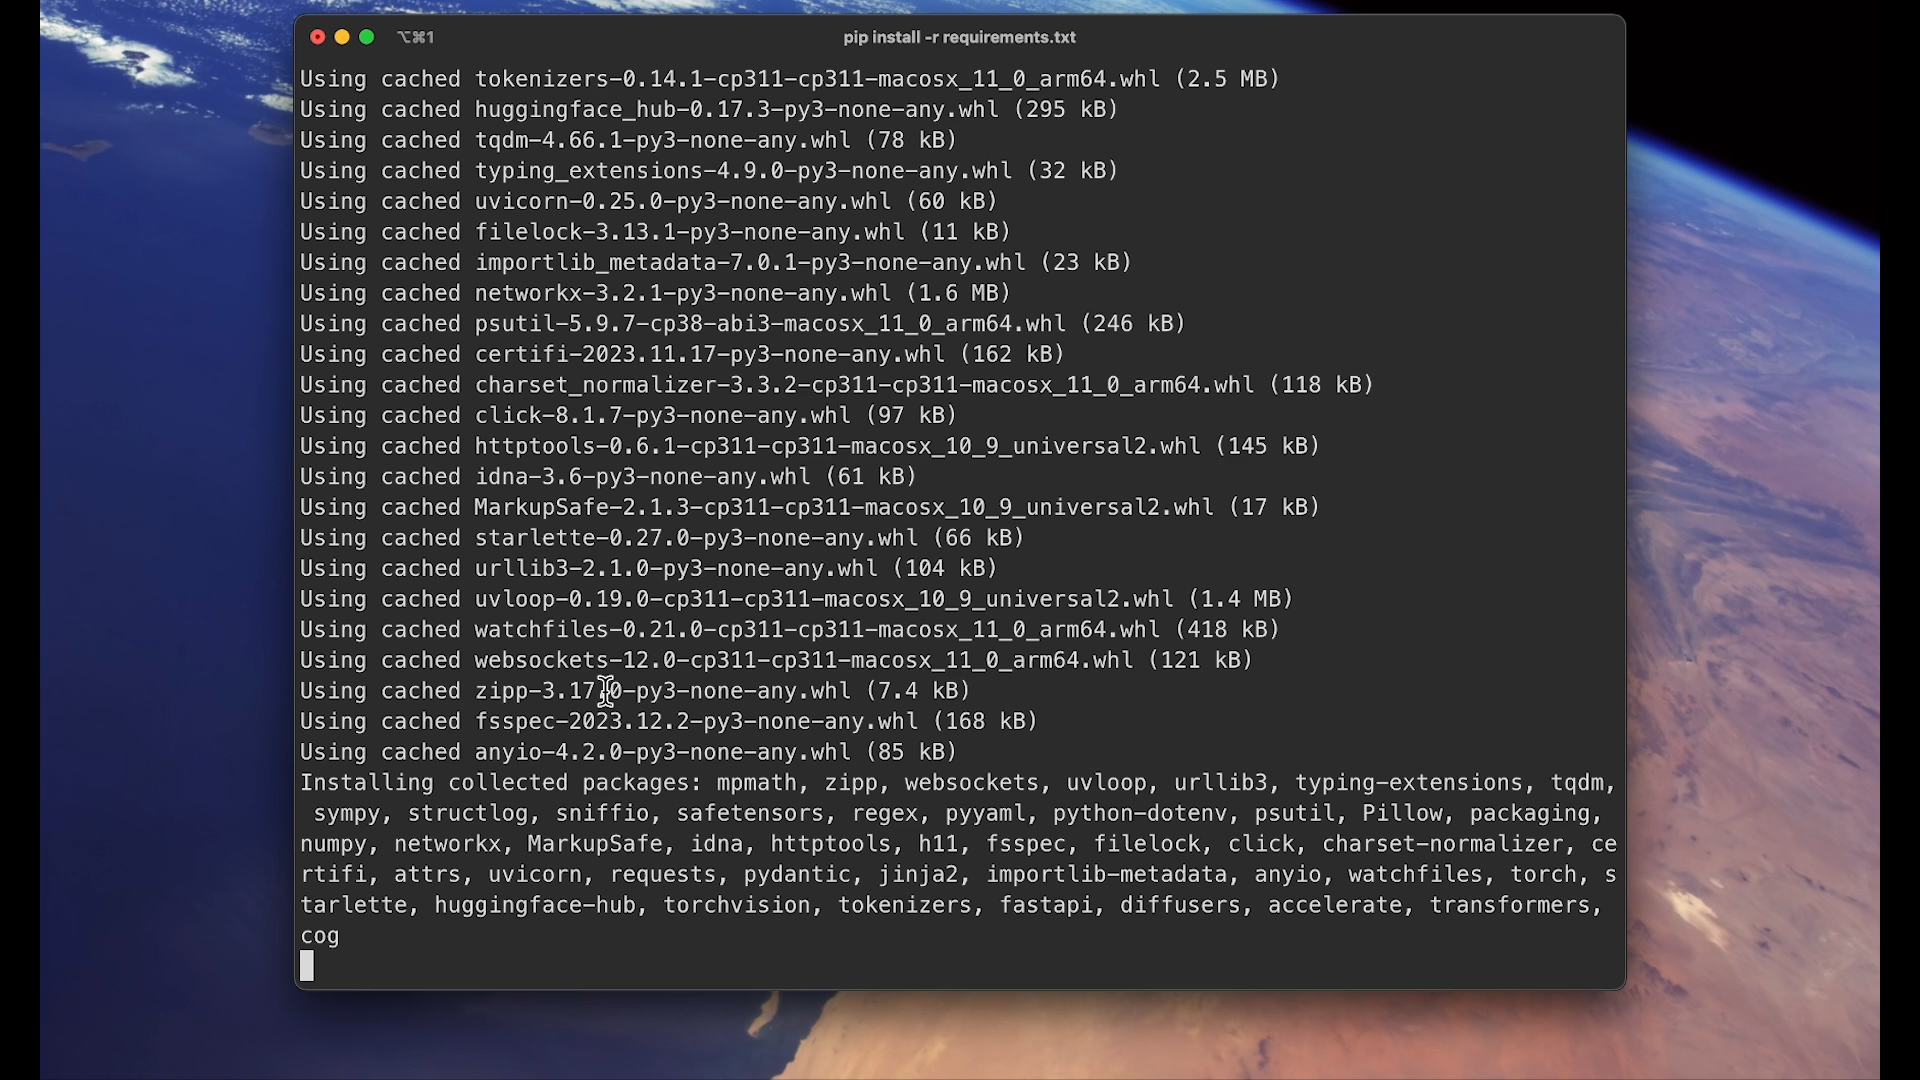 ⌥⌘1
pip install -r requirements.txt
Using cached tokenizers-0.14.1-cp311-cp311-macosx_11_0_arm64.whl (2.5 MB)
Using cached huggingface_hub-0.17.3-py3-none-any.whl (295 kB)
Using cached tqdm-4.66.1-py3-none-any.whl (78 kB)
Using cached typing_extensions-4.9.0-py3-none-any.whl (32 kB)
Using cached uvicorn-0.25.0-py3-none-any.whl (60 kB)
Using cached filelock-3.13.1-py3-none-any.whl (11 kB)
Using cached importlib_metadata-7.0.1-py3-none-any.whl (23 kB)
Using cached networkx-3.2.1-py3-none-any.whl (1.6 MB)
Using cached psutil-5.9.7-cp38-abi3-macosx_11_0_arm64.whl (246 kB)
Using cached certifi-2023.11.17-py3-none-any.whl (162 kB)
Using cached charset_normalizer-3.3.2-cp311-cp311-macosx_11_0_arm64.whl (118 kB)
Using cached click-8.1.7-py3-none-any.whl (97 kB)
Using cached httptools-0.6.1-cp311-cp311-macosx_10_9_universal2.whl (145 kB)
Using cached idna-3.6-py3-none-any.whl (61 kB)
Using cached MarkupSafe-2.1.3-cp311-cp311-macosx_10_9_universal2.whl (17 kB)
Using cached starlette-0.27.0-py3-none-any.whl (66 kB)
Using cached urllib3-2.1.0-py3-none-any.whl (104 kB)
Using cached uvloop-0.19.0-cp311-cp311-macosx_10_9_universal2.whl (1.4 MB)
Using cached watchfiles-0.21.0-cp311-cp311-macosx_11_0_arm64.whl (418 kB)
Using cached websockets-12.0-cp311-cp311-macosx_11_0_arm64.whl (121 kB)
Using cached zipp-3.17.0-py3-none-any.whl (7.4 kB)
Using cached fsspec-2023.12.2-py3-none-any.whl (168 kB)
Using cached anyio-4.2.0-py3-none-any.whl (85 kB)
Installing collected packages: mpmath, zipp, websockets, uvloop, urllib3, typing-extensions, tqdm,
sympy, structlog, sniffio, safetensors, regex, pyyaml, python-dotenv, psutil, Pillow, packaging,
numpy, networkx, MarkupSafe, idna, httptools, h11, fsspec, filelock, click, charset-normalizer, ce
rtifi, attrs, uvicorn, requests, pydantic, jinja2, importlib-metadata, anyio, watchfiles, torch, s
tarlette, huggingface-hub, torchvision, tokenizers, fastapi, diffusers, accelerate, transformers,
cog